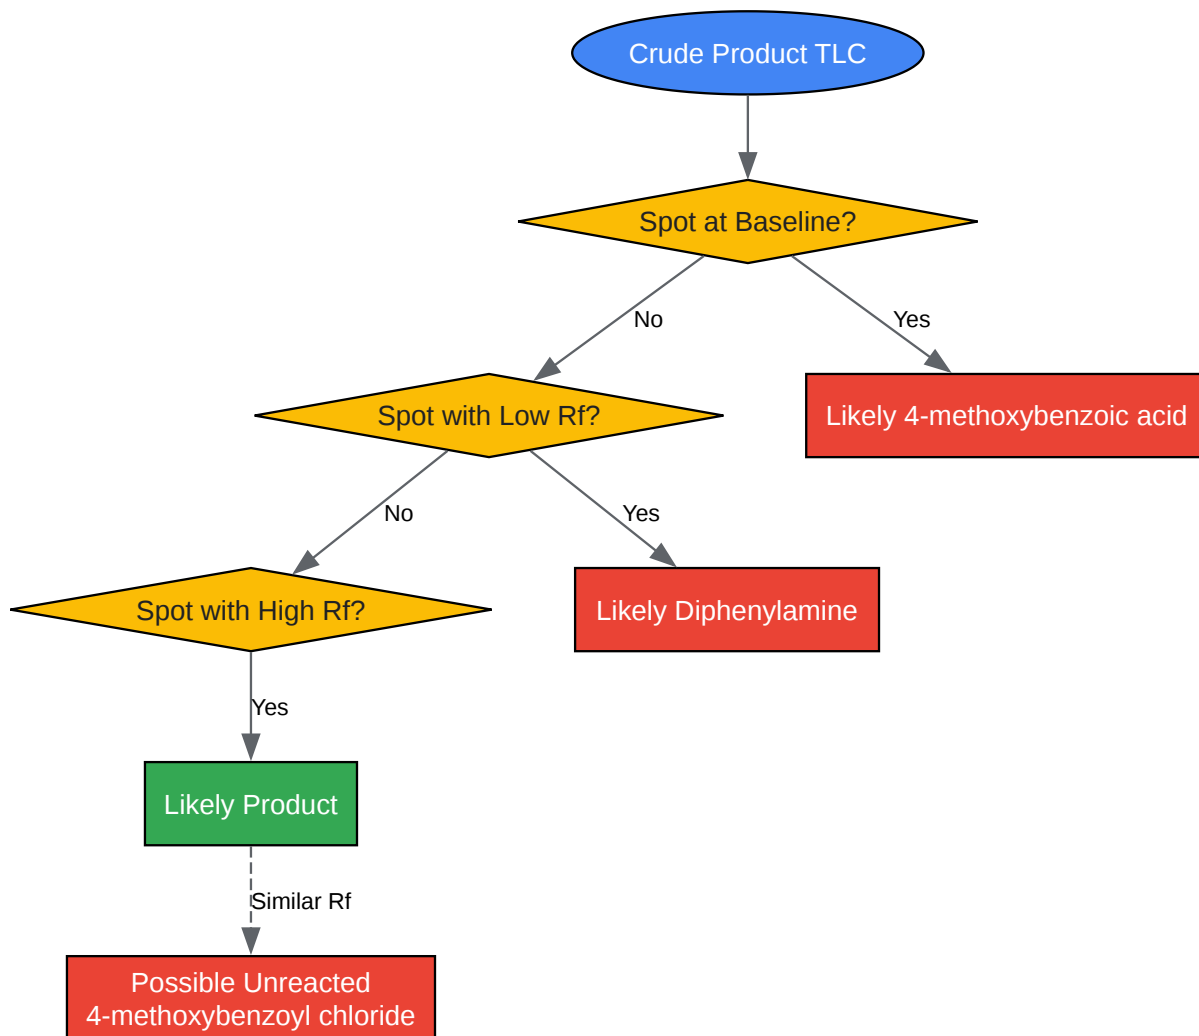 Crude Product TLC
Spot at Baseline?
No
Yes
Spot with Low Rf?
Likely 4-methoxybenzoic acid
No
Yes
Spot with High Rf?
Likely Diphenylamine
Yes
Likely Product
Similar Rf
Possible Unreacted
4-methoxybenzoyl chloride